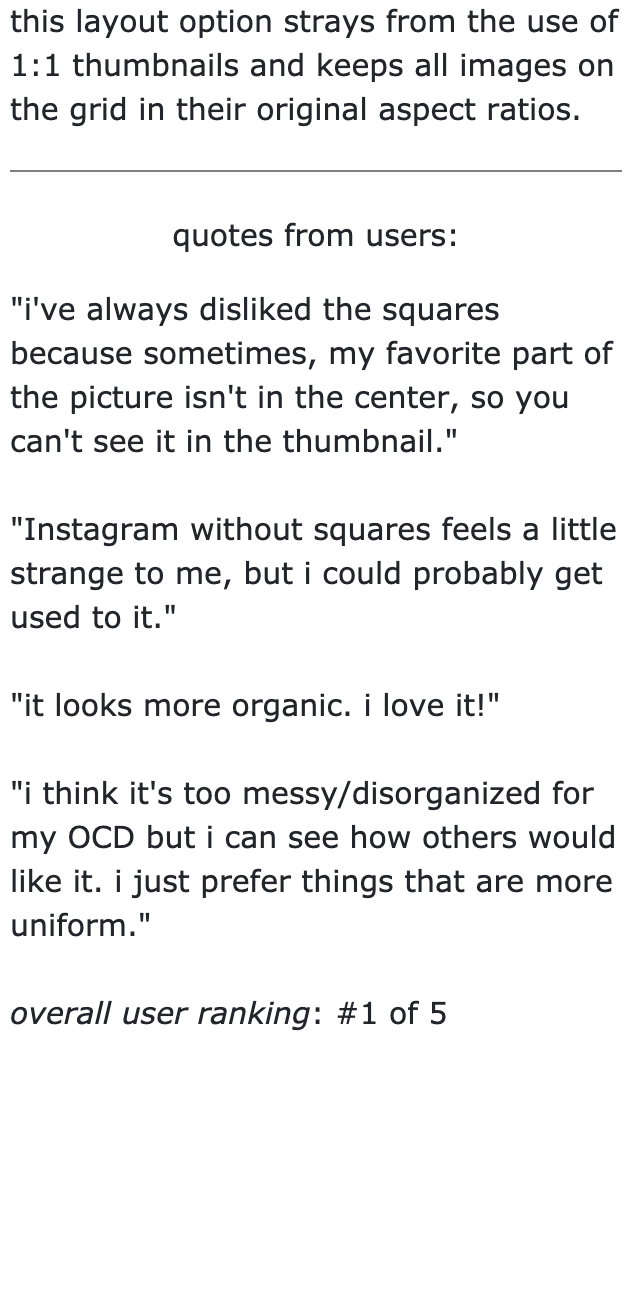 this layout option strays from the use of
1:1 thumbnails and keeps all images on
the grid in their original aspect ratios.
quotes from users:
"i've always disliked the squares
because sometimes, my favorite part of
the picture isn't in the center, so you
can't see it in the thumbnail."
"Instagram without squares feels a little
strange to me, but i could probably get
used to it."
"it looks more organic. i love it!"
"i think it's too messy/disorganized for
my OCD but i can see how others would
like it. i just prefer things that are more
uniform."
overall user ranking: #1 of 5